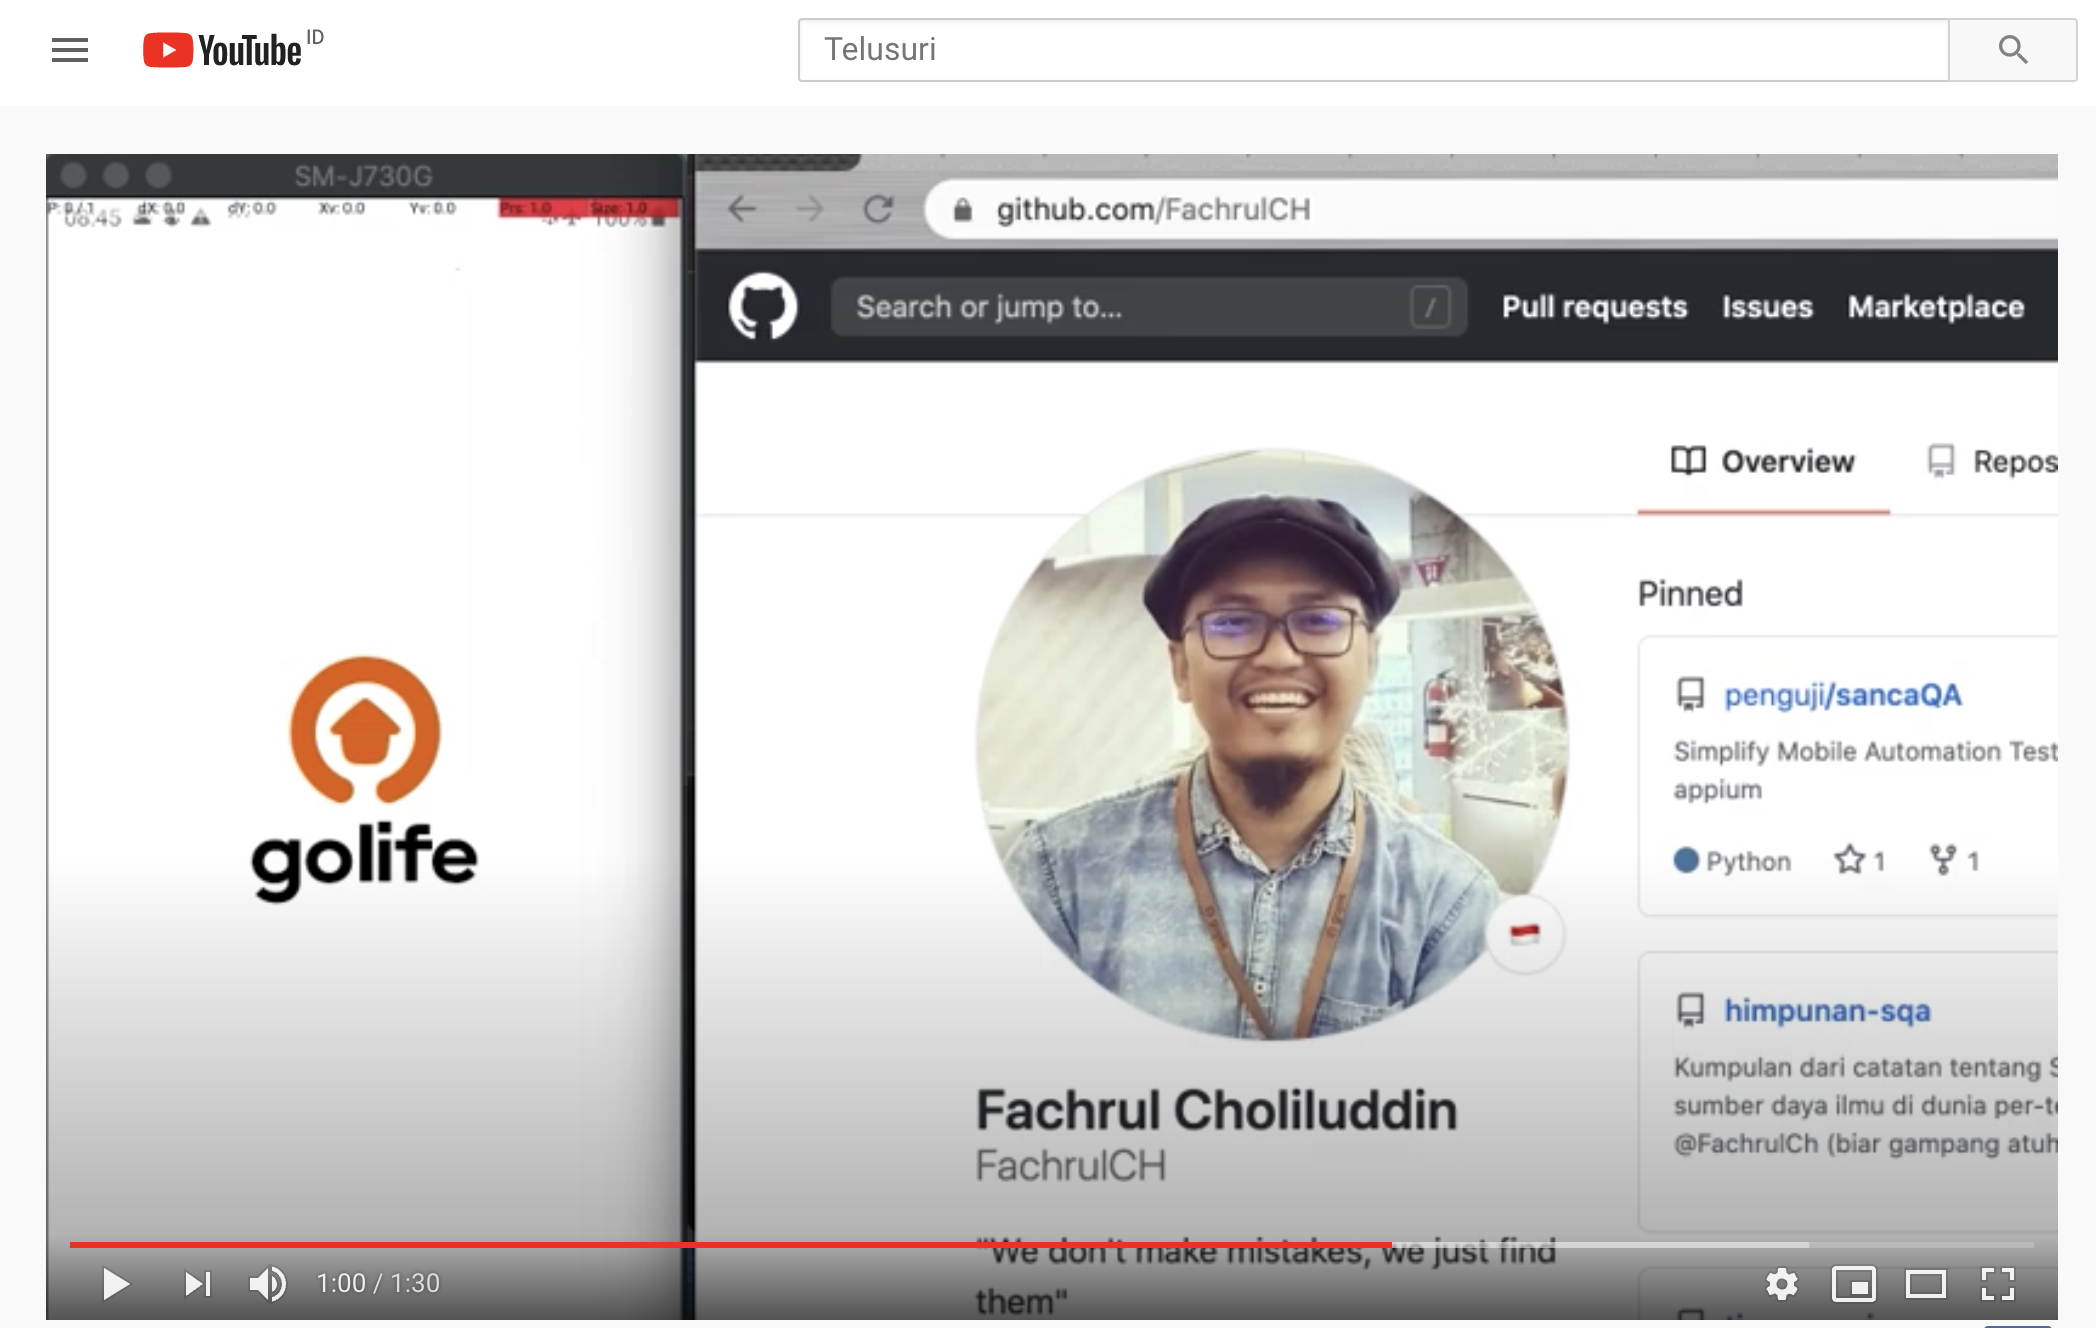 YouTube ID
Telusuri
SM-J730G
P: 0 / 1 dX: 0.0 dY: 0.0 Xv: 0.0 Yv: 0.0 Prs: 1.0 Size: 1.0
08.45 100%
golife
github.com/FachrulCH
Search or jump to... /
Pull requests Issues Marketplace
Overview Repos
Pinned
penguji/sancaQA
Simplify Mobile Automation Test
appium
Python 1 1
himpunan-sqa
Kumpulan dari catatan tentang S
sumber daya ilmu di dunia per-te
@FachrulCh (biar gampang atuh
Fachrul Choliluddin
FachrulCH
"We don't make mistakes, we just find
them"
1:00 / 1:30